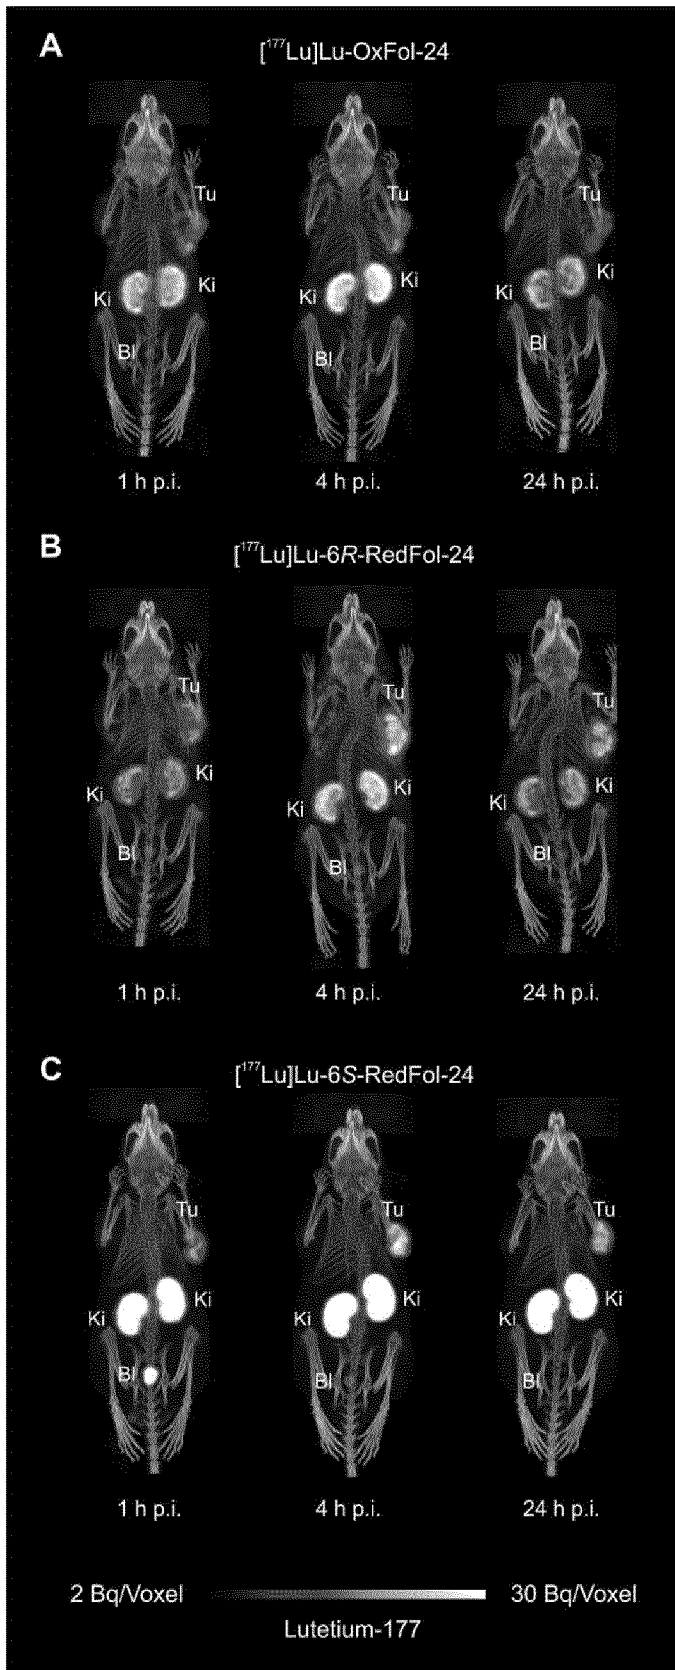 A
[¹⁷⁷Lu]Lu-OxFol-24
Tu Tu Tu
Ki Ki Ki Ki Ki Ki
Bl Bl Bl
1 h p.i. 4 h p.i. 24 h p.i.
B
[¹⁷⁷Lu]Lu-6R-RedFol-24
Tu Tu Tu
Ki Ki Ki Ki Ki Ki
Bl Bl Bl
1 h p.i. 4 h p.i. 24 h p.i.
C
[¹⁷⁷Lu]Lu-6S-RedFol-24
Tu Tu Tu
Ki Ki Ki Ki Ki Ki
Bl Bl Bl
1 h p.i. 4 h p.i. 24 h p.i.
2 Bq/Voxel 30 Bq/Voxel
Lutetium-177